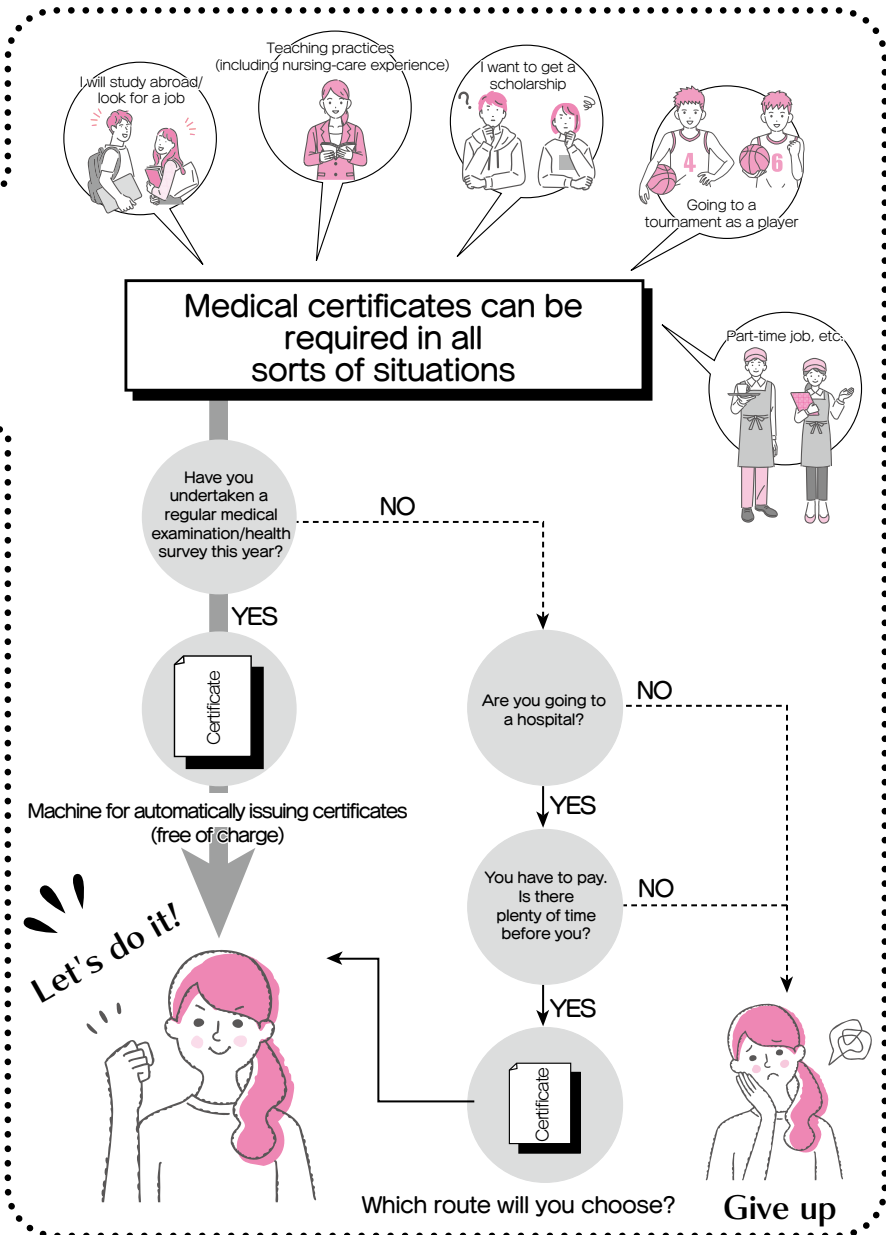 I will study abroad/
look for a job
Teaching practices
(including nursing-care experience)
I want to get a
scholarship
?
4
6
Going to a
tournament as a player
Medical certificates can be
required in all
sorts of situations
Part-time job, etc.
Have you
undertaken a
regular medical
examination/health
survey this year?
NO
YES
Certificate
Machine for automatically issuing certificates
(free of charge)
Are you going to
a hospital?
NO
YES
You have to pay.
Is there
plenty of time
before you?
NO
YES
Certificate
Let's do it!
Which route will you choose?
Give up